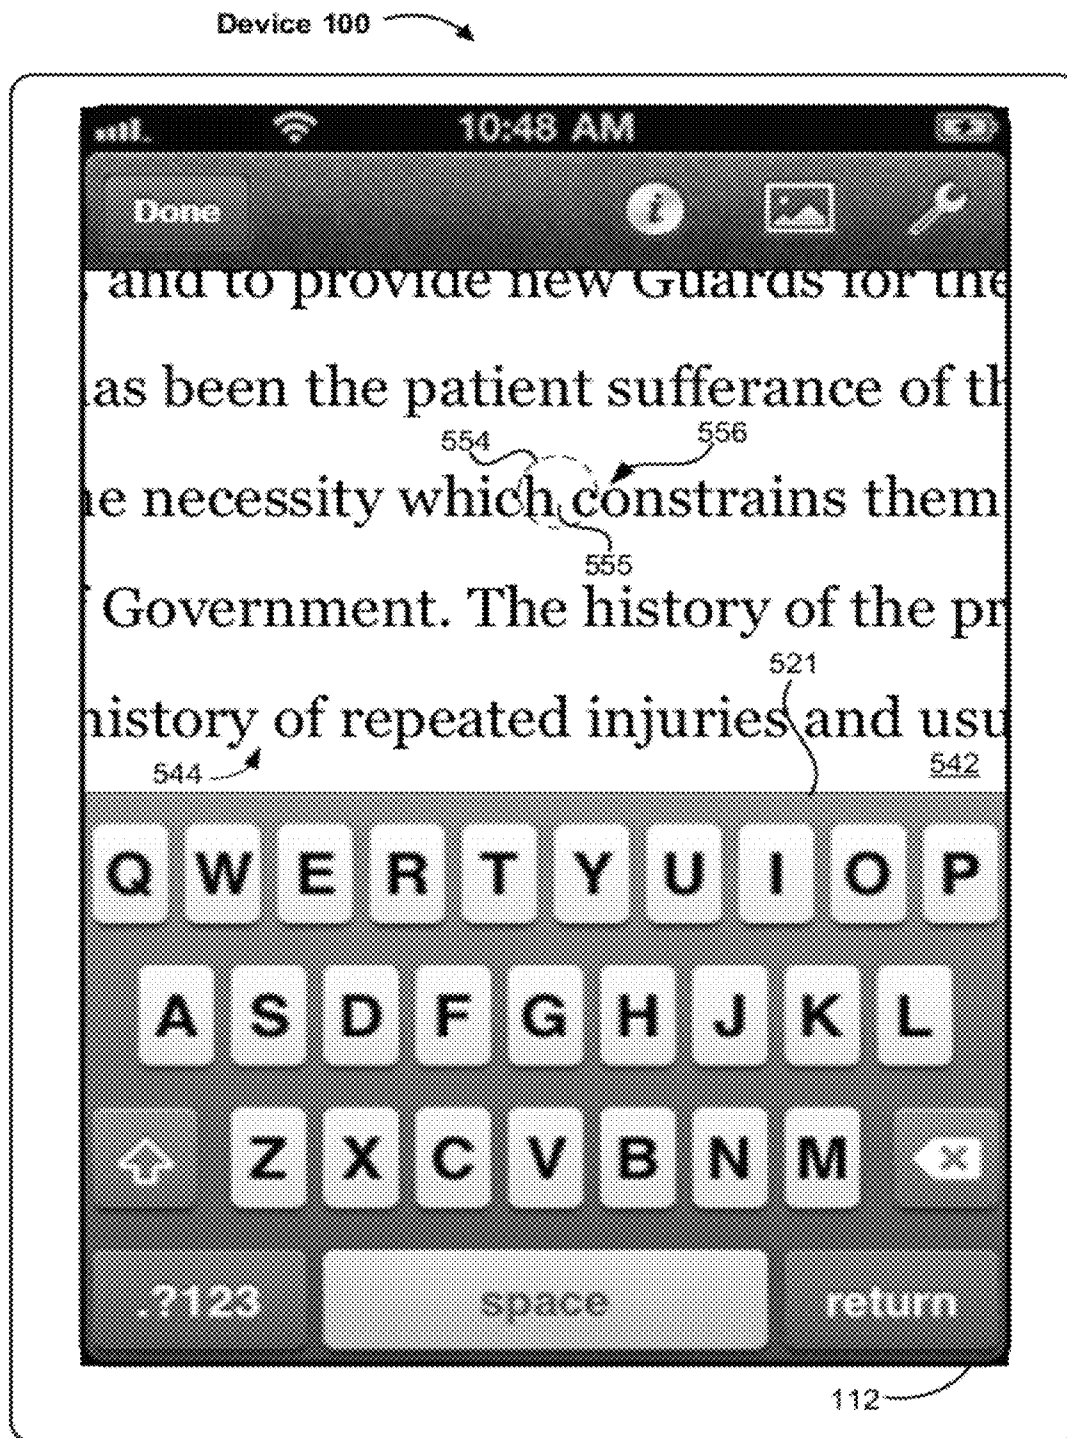 Device 100
10:48 AM
Done
and to provide new Guards for the
as been the patient sufferance of th
554
556
e necessity which constrains them
555
Government. The history of the pr
521
history of repeated injuries and usu
544
542
Q W E R T Y U I O P
A S D F G H J K L
Z X C V B N M
.?123 space return
112